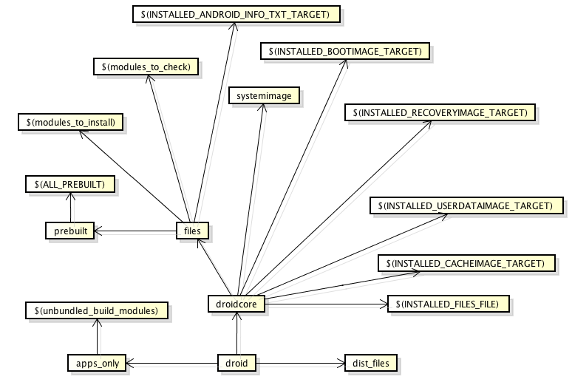 $(INSTALLED_ANDROID_INFO_TXT_TARGET)
$(INSTALLED_BOOTIMAGE_TARGET)
$(modules_to_check)
systemimage
$(INSTALLED_RECOVERYIMAGE_TARGET)
$(modules_to_install)
$(ALL_PREBUILT)
$(INSTALLED_USERDATAIMAGE_TARGET)
prebuilt
files
$(INSTALLED_CACHEIMAGE_TARGET)
$(unbundled_build_modules)
droidcore
$(INSTALLED_FILES_FILE)
apps_only
droid
dist_files